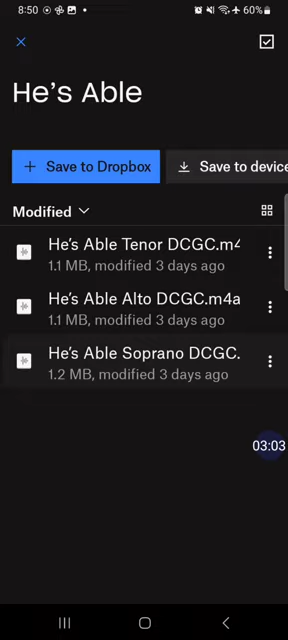 8:50
60%
He's Able
+ Save to Dropbox
Save to device
Modified
He's Able Tenor DCGC.m4
1.1 MB, modified 3 days ago
He's Able Alto DCGC.m4a
1.1 MB, modified 3 days ago
He's Able Soprano DCGC.
1.2 MB, modified 3 days ago
03:03